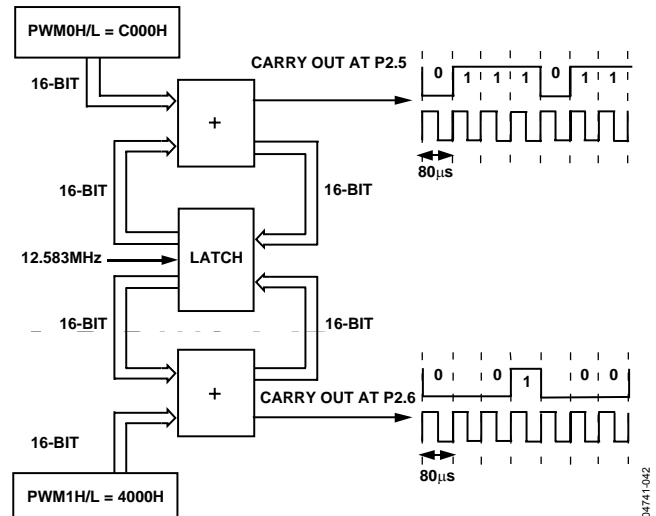 PWM0H/L = C000H
CARRY OUT AT P2.5
0 1 1 1 0 1 1
16-BIT
+
80µs
16-BIT
16-BIT
12.583MHz
LATCH
16-BIT
16-BIT
0 0 1 0 0
+
CARRY OUT AT P2.6
16-BIT
80µs
PWM1H/L = 4000H
04741-042